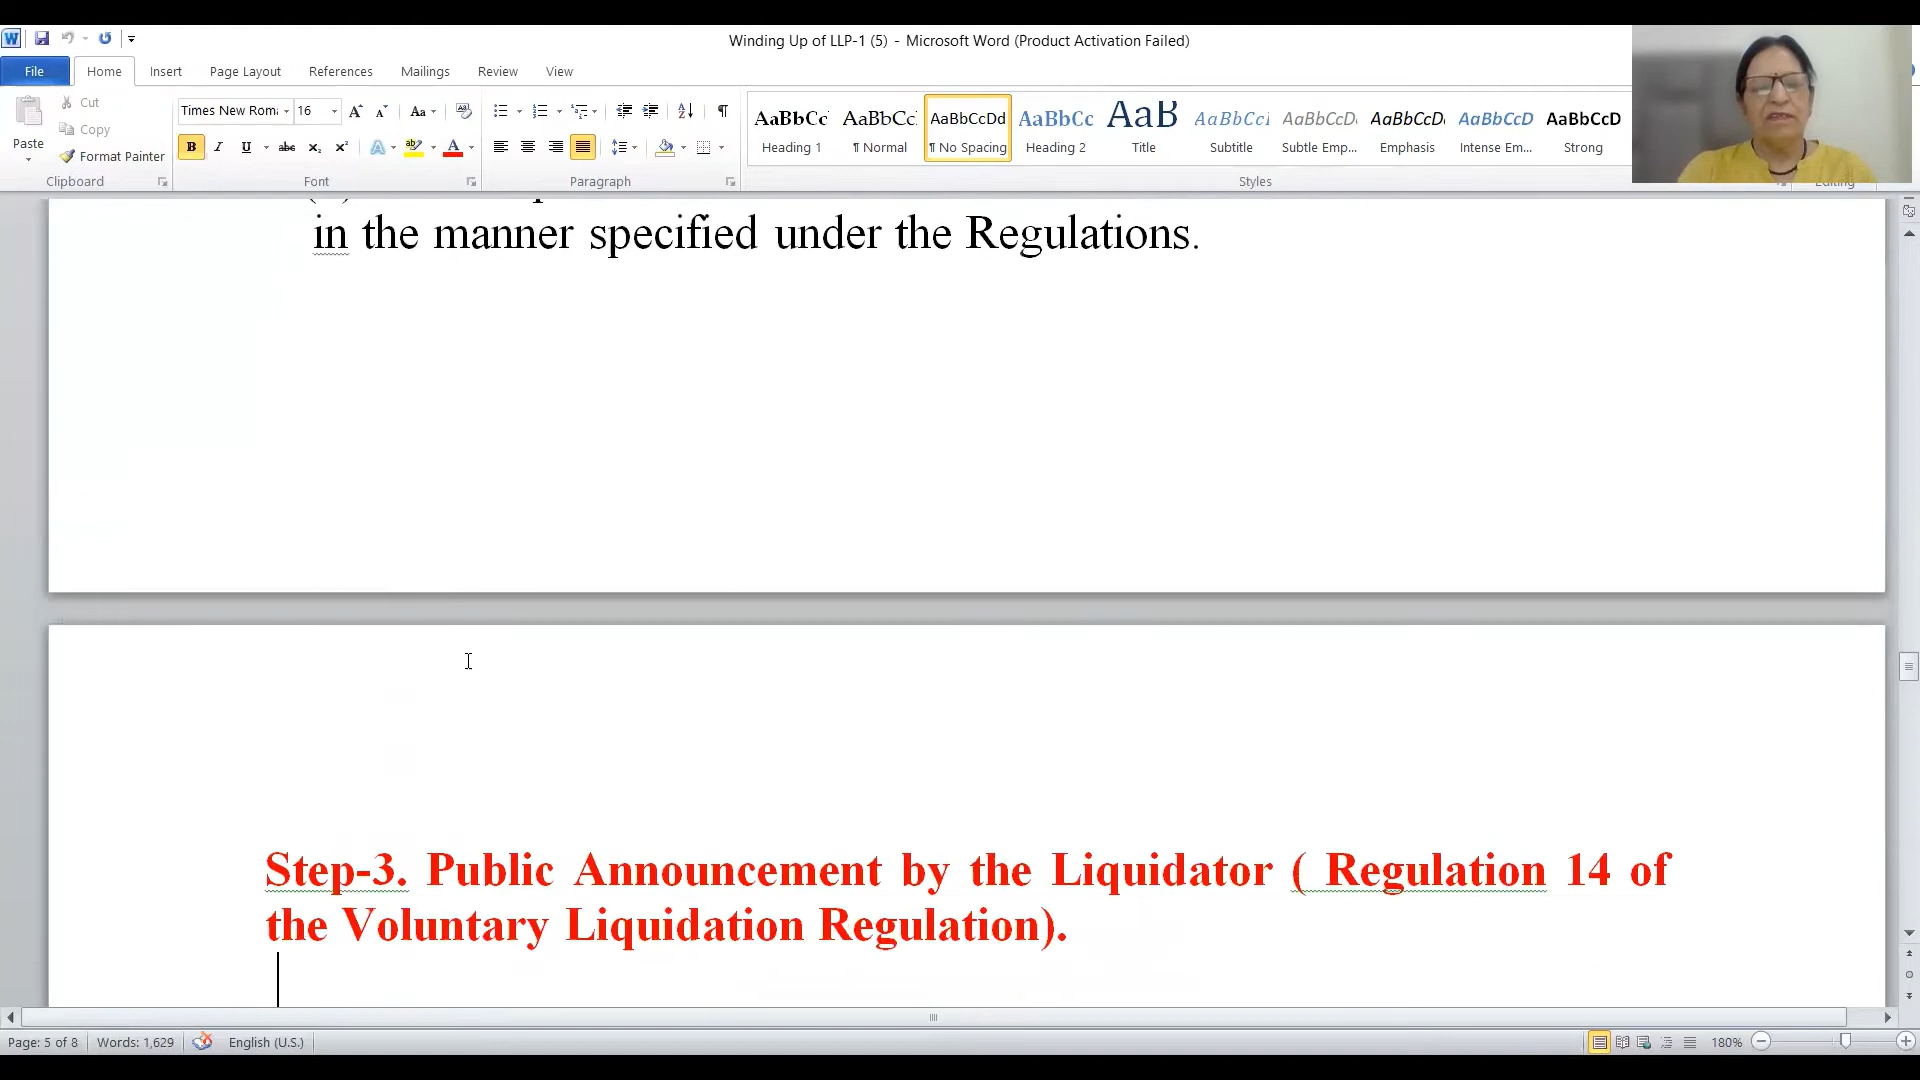 Winding Up of LLP-1 (5) - Microsoft Word (Product Activation Failed)
File Home Insert Page Layout References Mailings Review View
Paste
Cut
Copy
Format Painter
Clipboard
Times New Roma 16
Font
Paragraph
AaBbCc AaBbCc AaBbCcDd AaBbCc AaB AaBbCcI AaBbCcDc AaBbCcDc AaBbCcD AaBbCcD
Heading 1 ¶ Normal ¶ No Spacing Heading 2 Title Subtitle Subtle Emp... Emphasis Intense Em... Strong
Styles
Editing
in the manner specified under the Regulations.
Step-3. Public Announcement by the Liquidator ( Regulation 14 of
the Voluntary Liquidation Regulation).
Page: 5 of 8 Words: 1,629 English (U.S.) 180%